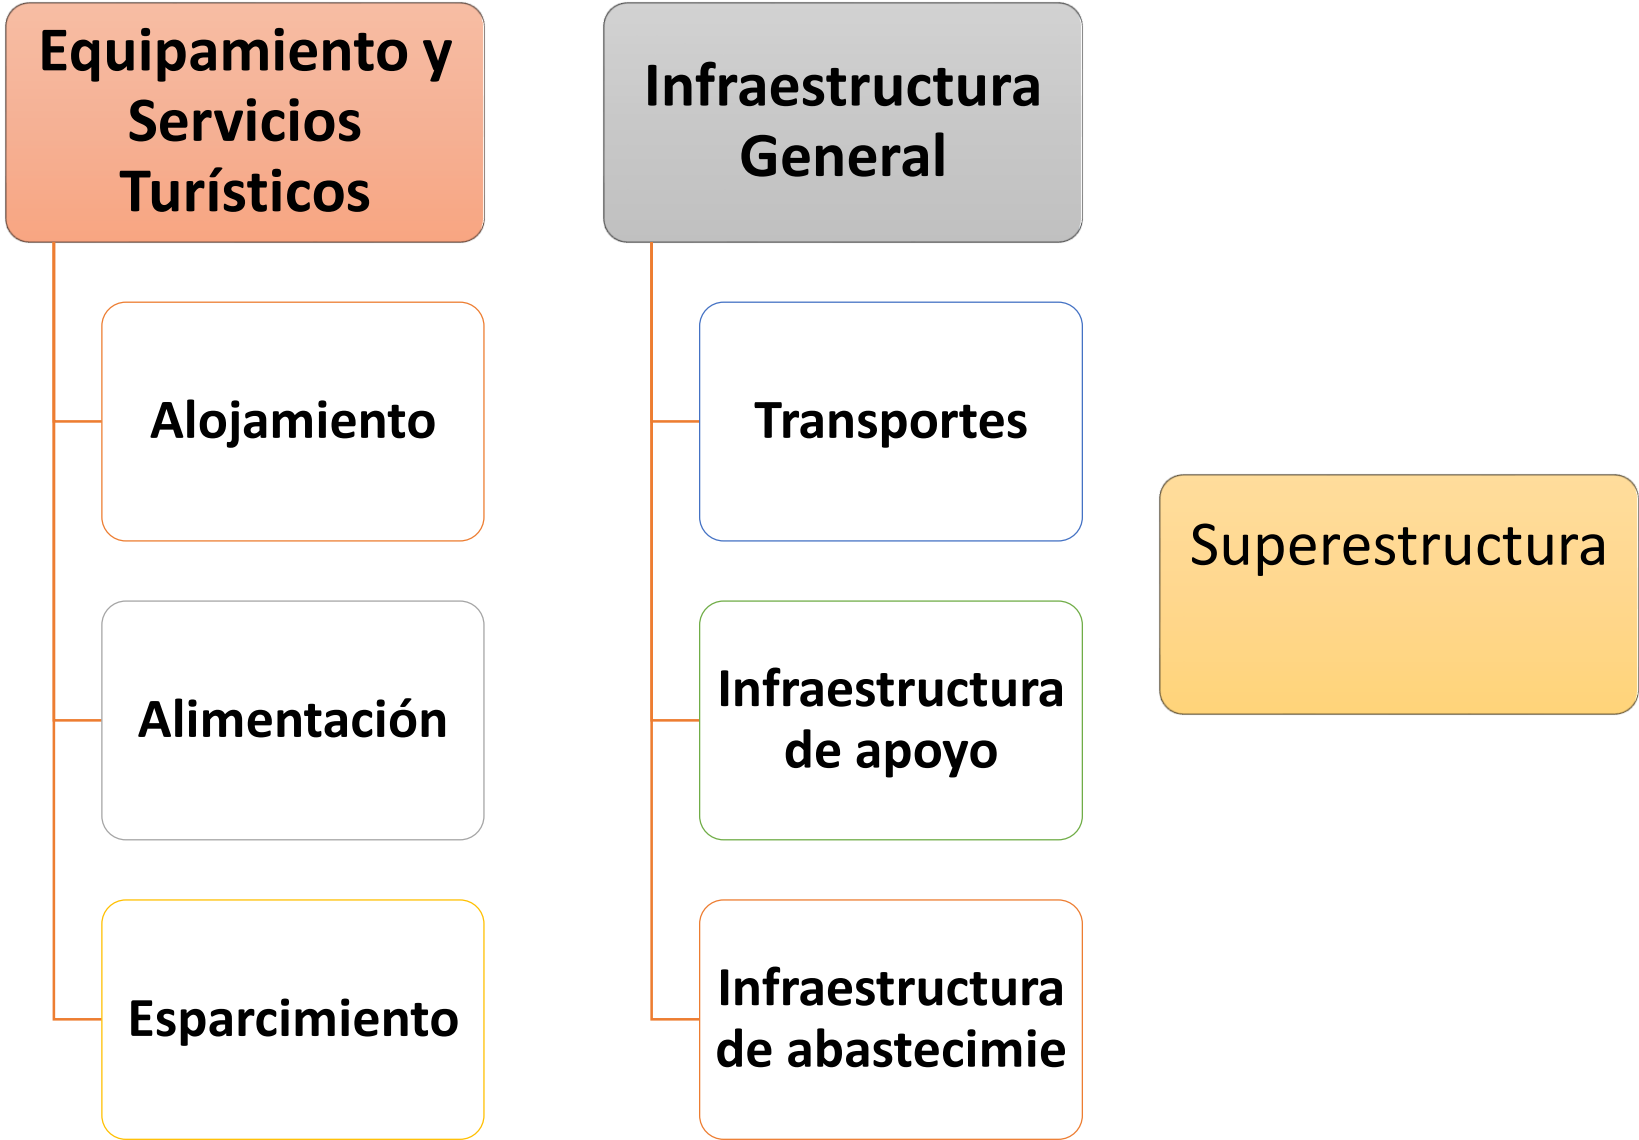 Equipamiento y
Servicios
Turísticos
Alojamiento
Alimentación
Esparcimiento
Infraestructura
General
Transportes
Infraestructura
de apoyo
Infraestructura
de abastecimie
Superestructura